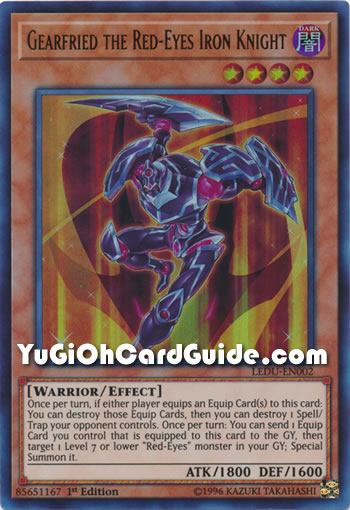 Gearfried the Red-Eyes Iron Knight
DARK
闇
YuGiOhCardGuide.com
LEDU-EN002
[Warrior/Effect]
Once per turn, if either player equips an Equip Card(s) to this card:
You can destroy those Equip Cards, then you can destroy 1 Spell/
Trap your opponent controls. Once per turn: You can send 1 Equip
Card you control that is equipped to this card to the GY, then
target 1 Level 7 or lower "Red-Eyes" monster in your GY; Special
Summon it.
ATK/1800 DEF/1600
85651167 1st Edition ©1996 KAZUKI TAKAHASHI